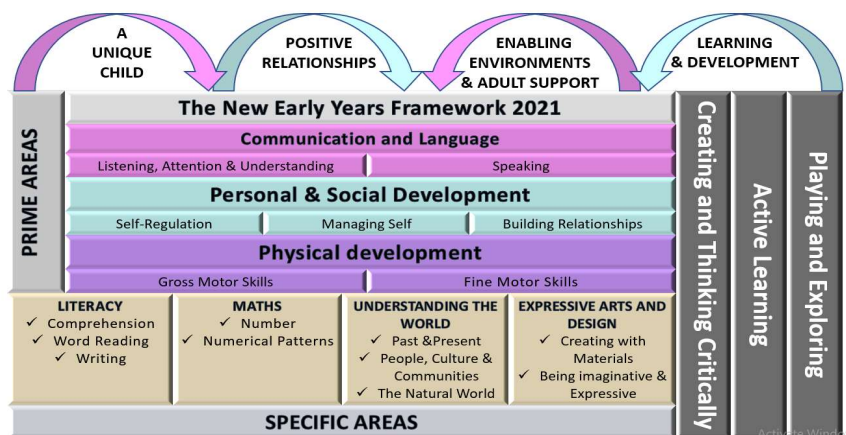 A
UNIQUE
CHILD
POSITIVE
RELATIONSHIPS
ENABLING
ENVIRONMENTS
& ADULT SUPPORT
LEARNING
& DEVELOPMENT
PRIME AREAS
The New Early Years Framework 2021
Communication and Language
Listening, Attention & Understanding
Speaking
Personal & Social Development
Self-Regulation
Managing Self
Building Relationships
Physical development
Gross Motor Skills
Fine Motor Skills
LITERACY
✓ Comprehension
✓ Word Reading
✓ Writing
MATHS
✓ Number
✓ Numerical Patterns
UNDERSTANDING THE
WORLD
✓ Past &Present
✓ People, Culture &
Communities
✓ The Natural World
EXPRESSIVE ARTS AND
DESIGN
✓ Creating with
Materials
✓ Being imaginative &
Expressive
SPECIFIC AREAS
Creating and Thinking Critically
Active Learning
Playing and Exploring